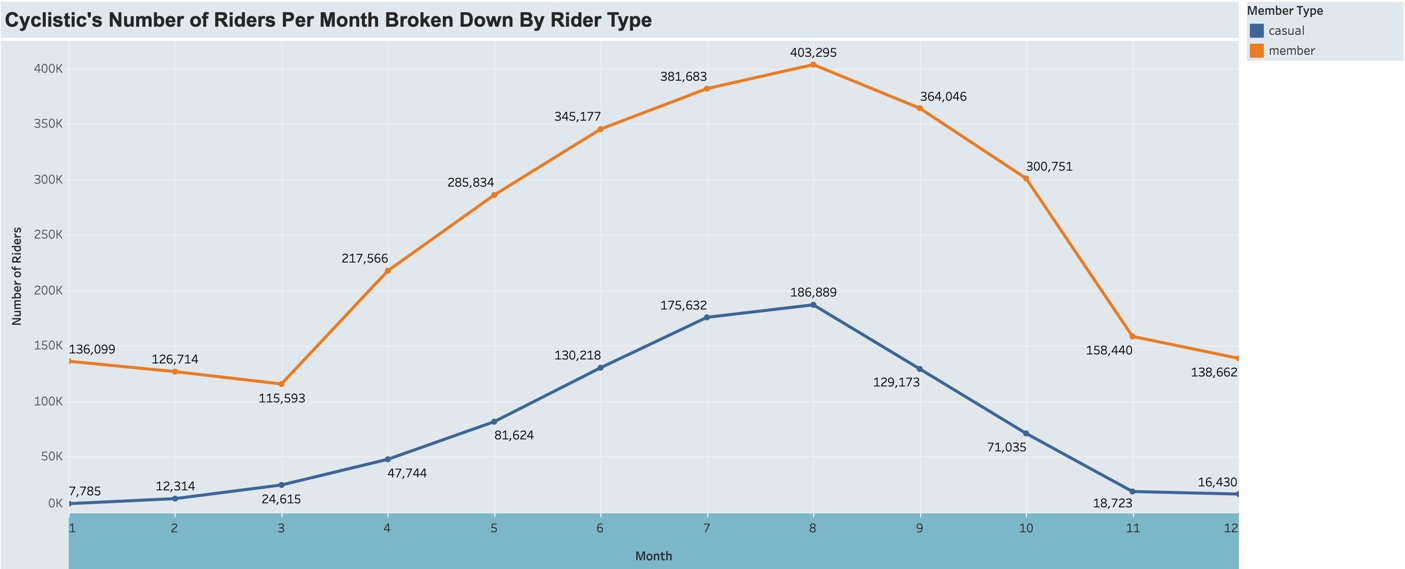 Cyclistic's Number of Riders Per Month Broken Down By Rider Type
Member Type
casual
member
Number of Riders
400K
350K
300K
250K
200K
150K
100K
50K
0K
136,099
126,714
115,593
217,566
285,834
345,177
381,683
403,295
364,046
300,751
158,440
138,662
7,785
12,314
24,615
47,744
81,624
130,218
175,632
186,889
129,173
71,035
18,723
16,430
1 2 3 4 5 6 7 8 9 10 11 12
Month